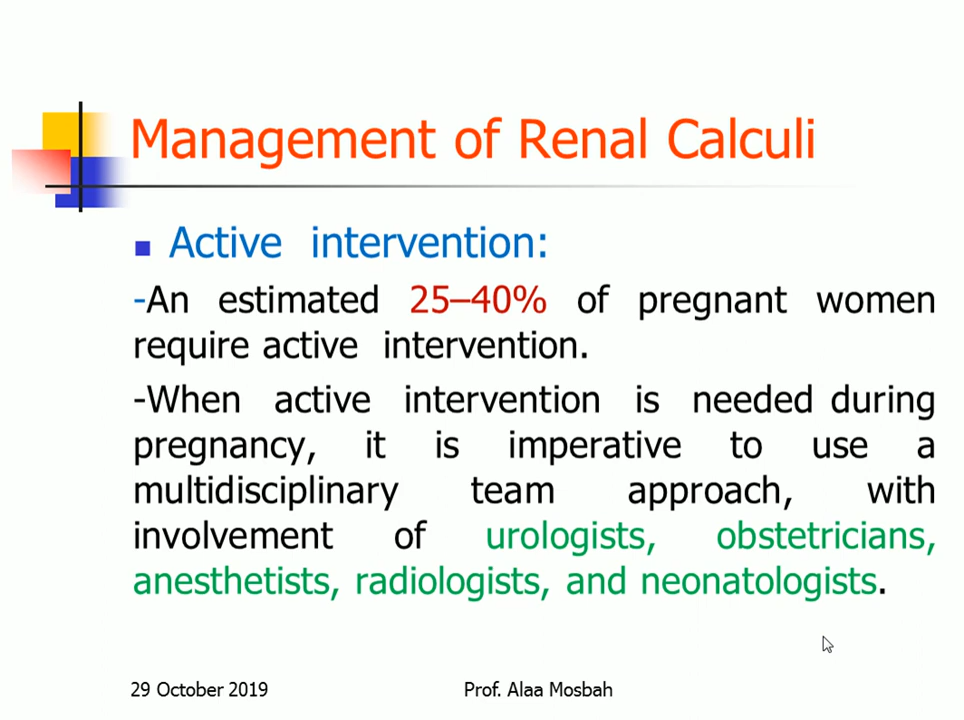 Management of Renal Calculi
Active intervention:
-An estimated 25–40% of pregnant women
require active intervention.
-When active intervention is needed during
pregnancy, it is imperative to use a
multidisciplinary team approach, with
involvement of urologists, obstetricians,
anesthetists, radiologists, and neonatologists.
29 October 2019 Prof. Alaa Mosbah